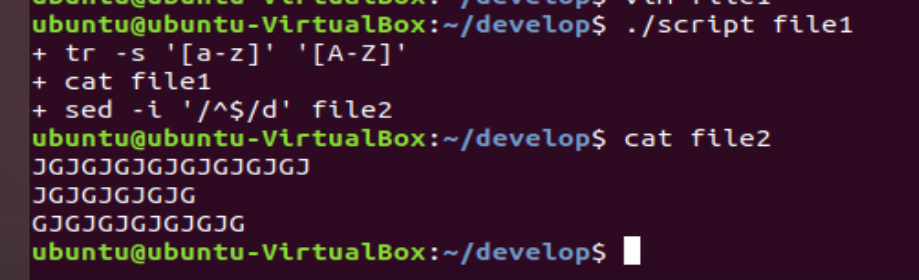 ubuntu@ubuntu-VirtualBox:~/develop$ vim file1
ubuntu@ubuntu-VirtualBox:~/develop$ ./script file1
+ tr -s '[a-z]' '[A-Z]'
+ cat file1
+ sed -i '/^$/d' file2
ubuntu@ubuntu-VirtualBox:~/develop$ cat file2
JGJGJGJGJGJGJGJGJ
JGJGJGJGJG
GJGJGJGJGJGJG
ubuntu@ubuntu-VirtualBox:~/develop$